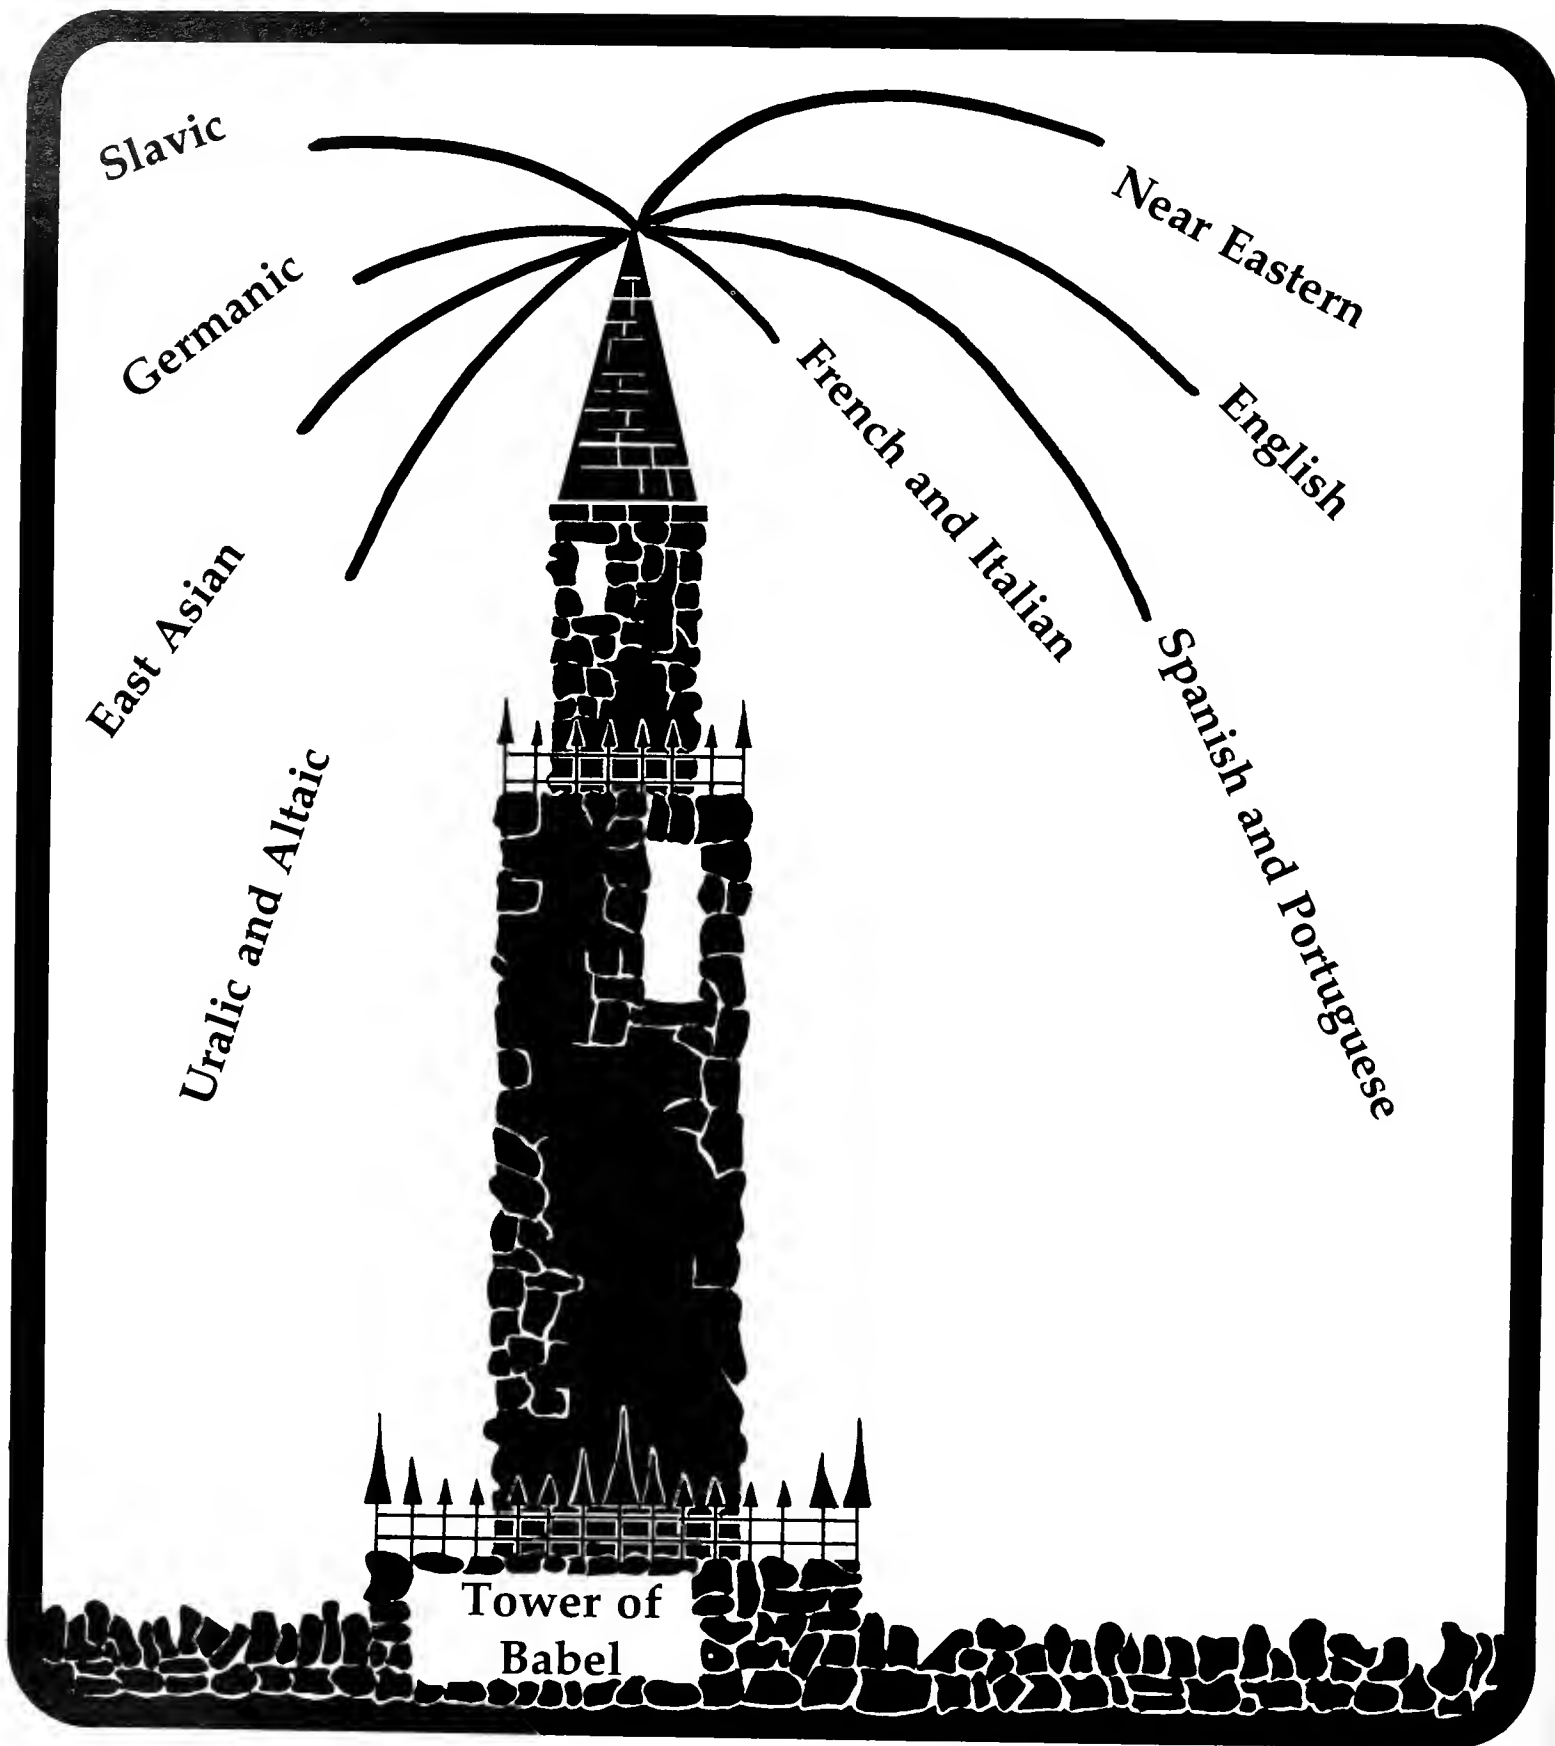 Slavic
Germanic
East Asian
Uralic and Altaic
Near Eastern
English
French and Italian
Spanish and Portuguese
Tower of
Babel